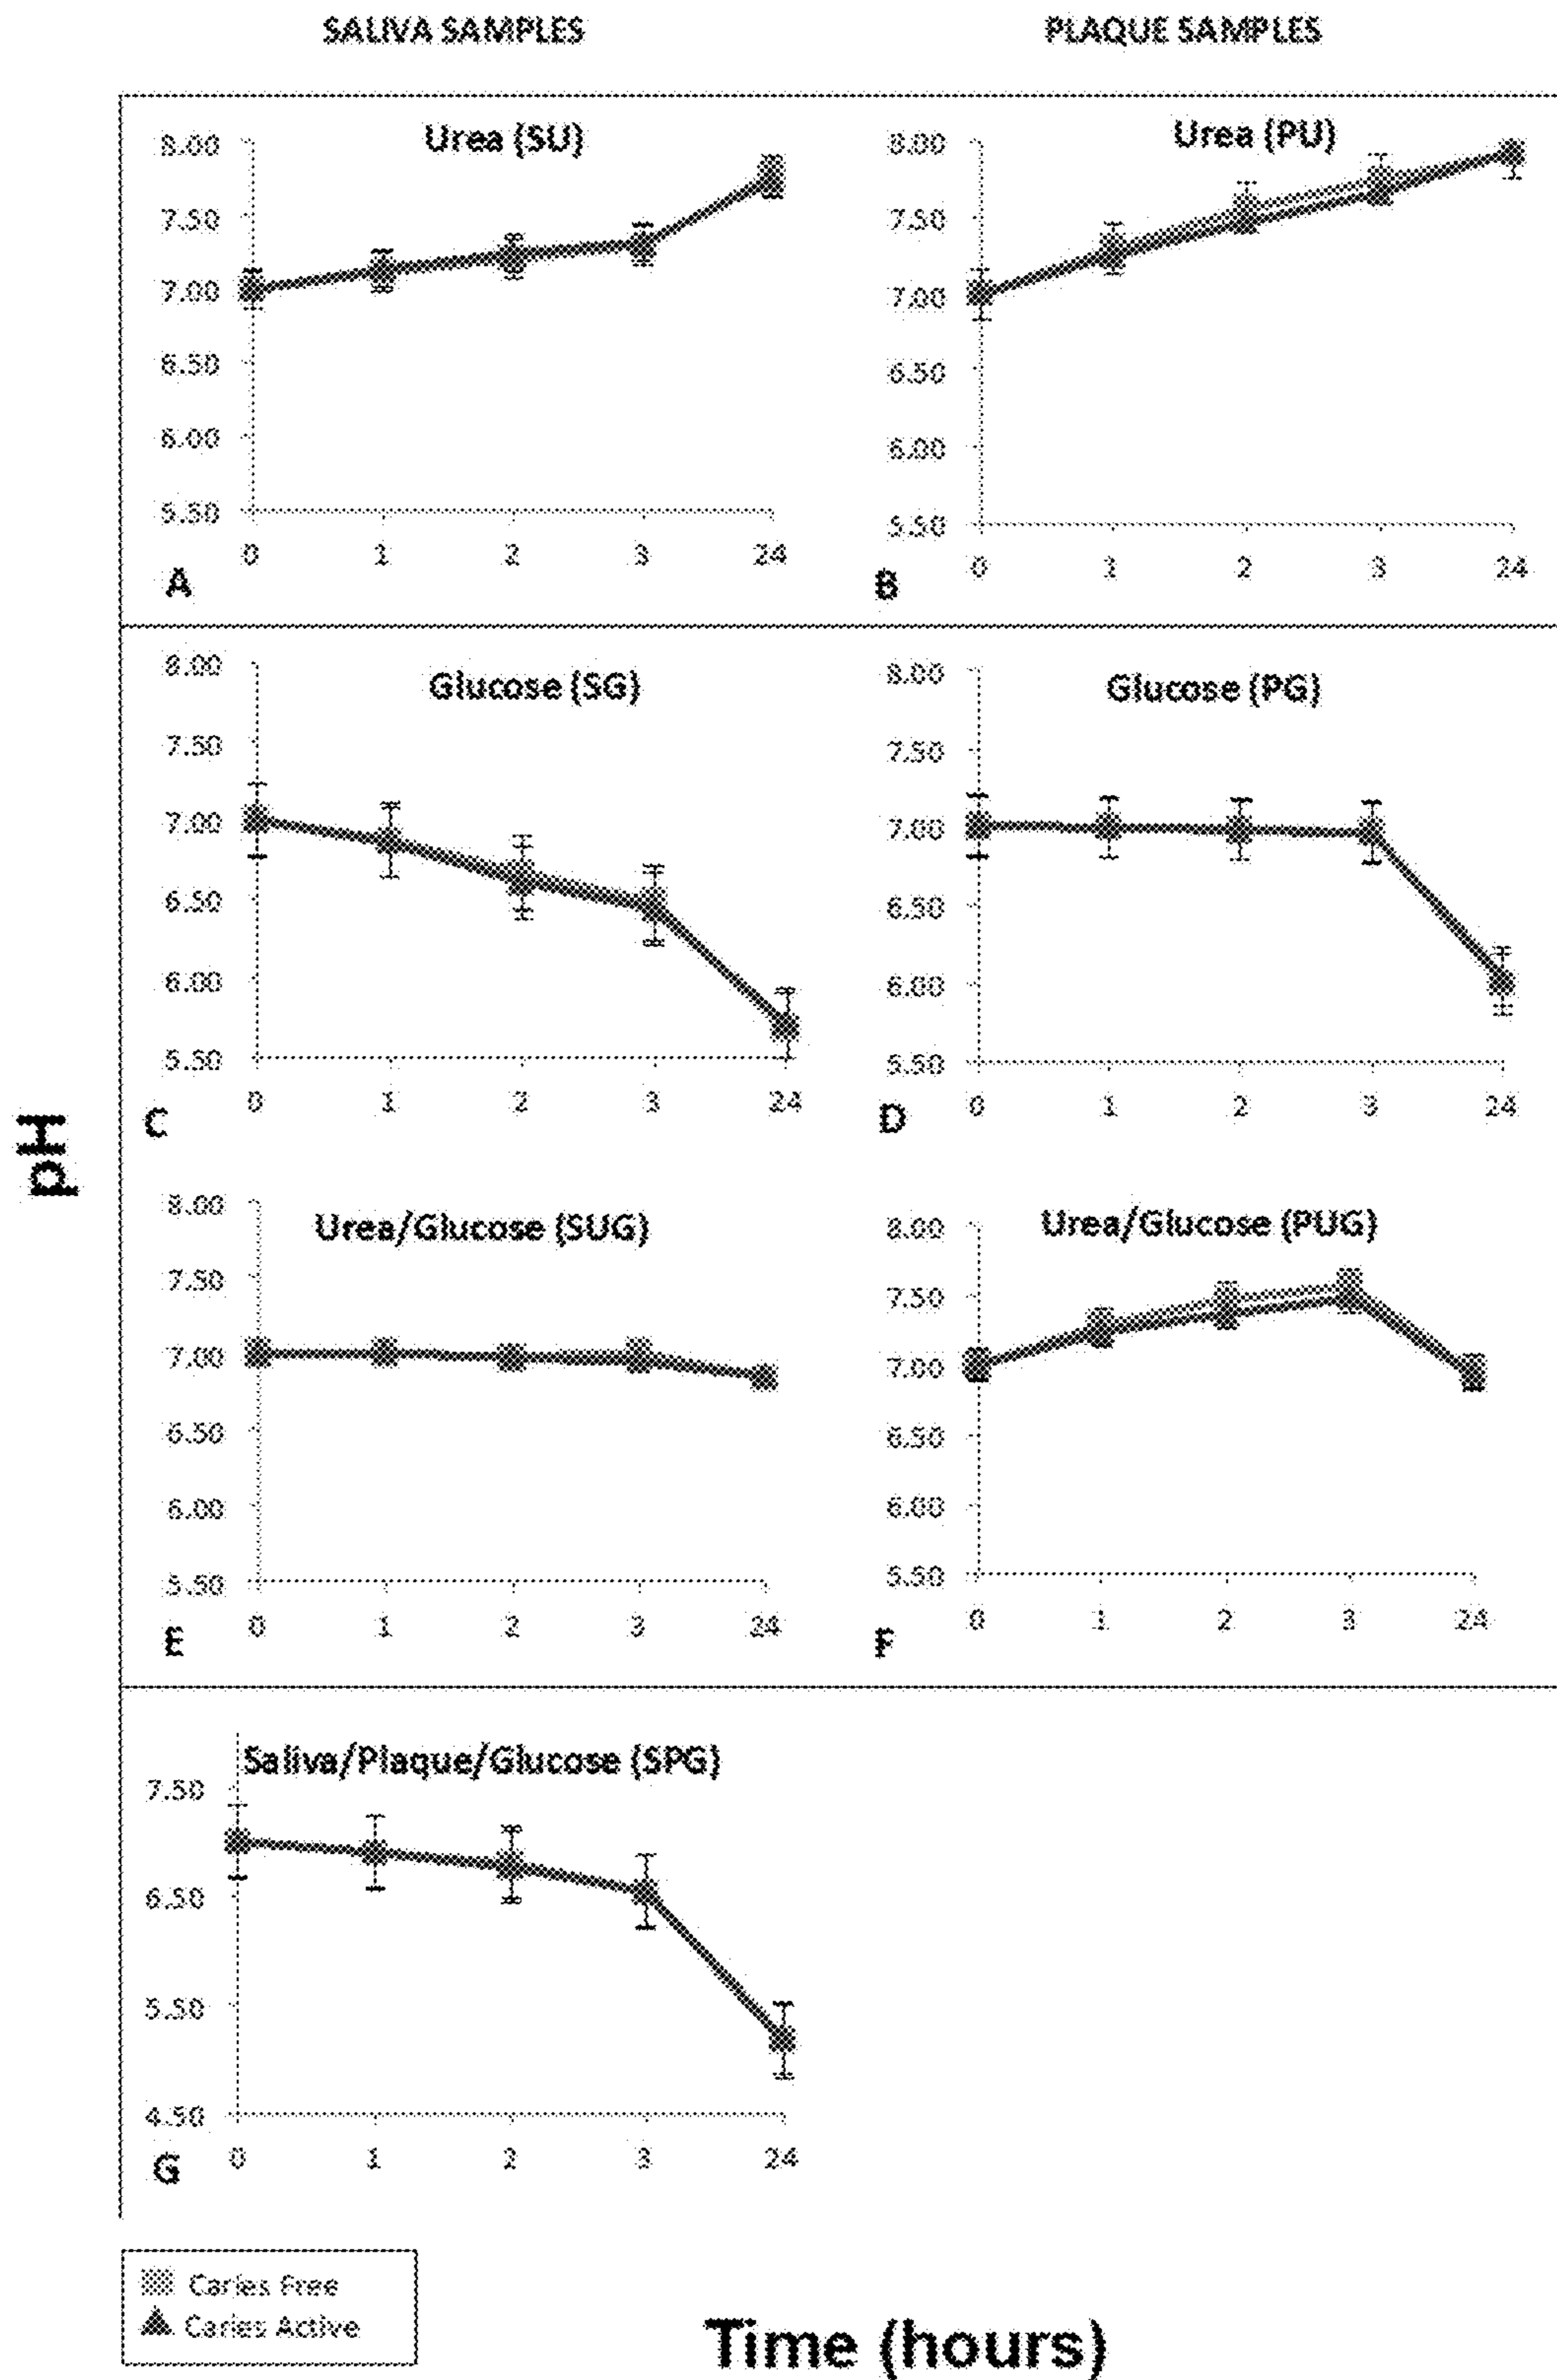 SALIVA SAMPLES
PLAQUE SAMPLES
Urea (SU)
8.00
7.50
7.00
6.50
6.00
5.50
0 1 2 3 24
A
Urea (PU)
8.00
7.50
7.00
6.50
6.00
5.50
0 1 2 3 24
B
Glucose (SG)
8.00
7.50
7.00
6.50
6.00
5.50
0 1 2 3 24
C
Glucose (PG)
8.00
7.50
7.00
6.50
6.00
5.50
0 1 2 3 24
D
pH
Urea/Glucose (SUG)
8.00
7.50
7.00
6.50
6.00
5.50
0 1 2 3 24
E
Urea/Glucose (PUG)
8.00
7.50
7.00
6.50
6.00
5.50
0 1 2 3 24
F
Saliva/Plaque/Glucose (SPG)
7.50
6.50
5.50
4.50
0 1 2 3 24
G
Caries Free
Caries Active
Time (hours)